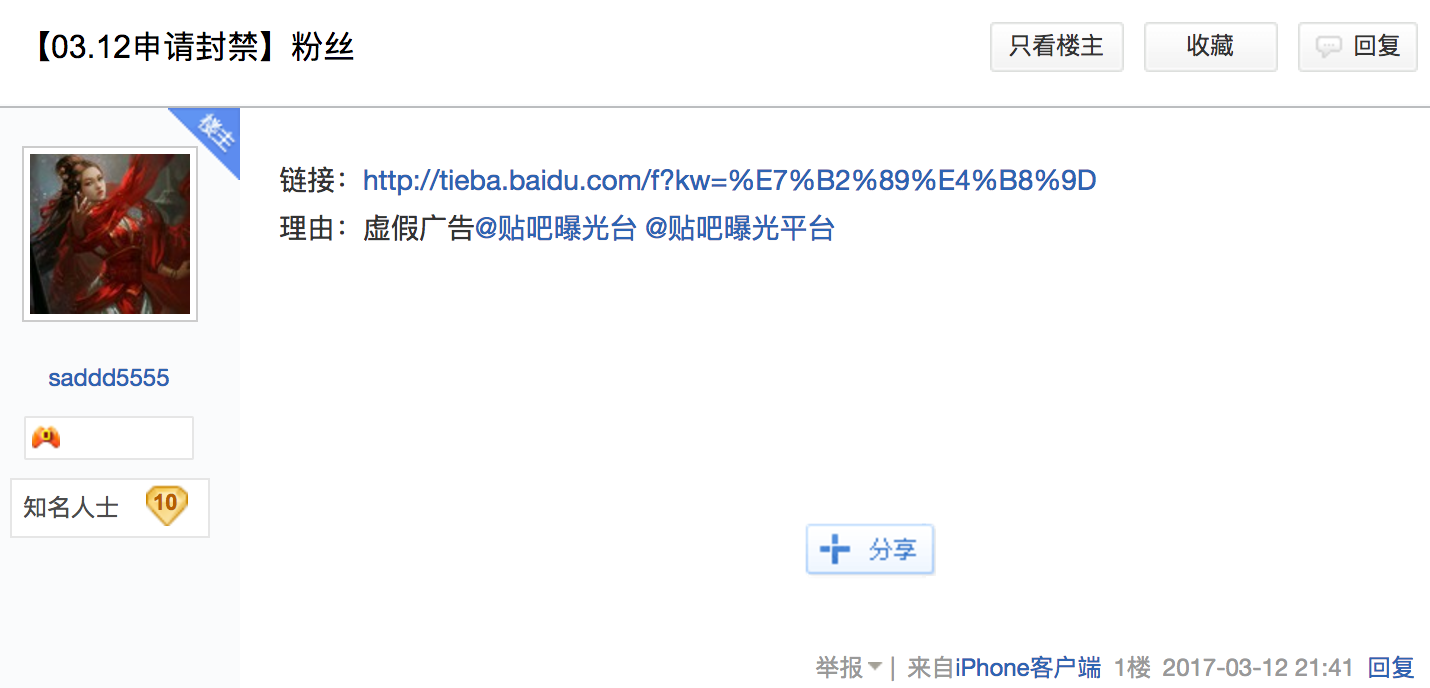 【03.12申请封禁】粉丝
只看楼主 收藏 回复
楼主
链接：http://tieba.baidu.com/f?kw=%E7%B2%89%E4%B8%9D
理由：虚假广告@贴吧曝光台 @贴吧曝光平台
saddd5555
知名人士 10
分享
举报 | 来自iPhone客户端 1楼 2017-03-12 21:41 回复